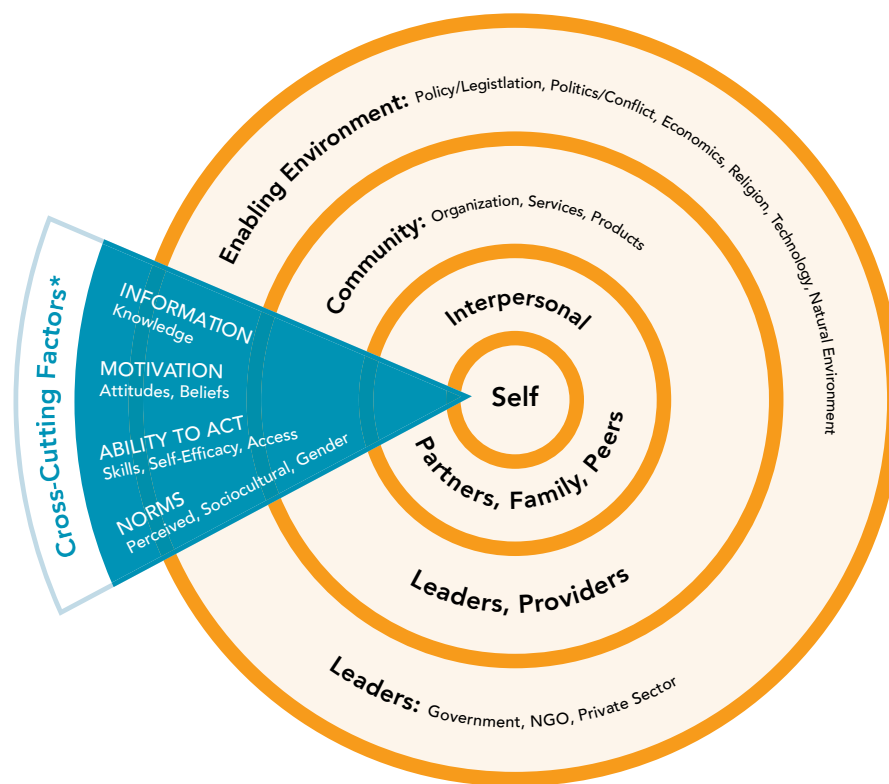 Enabling Environment: Policy/Legistlation, Politics/Conflict, Economics, Religion, Technology, Natural Environment
Community: Organization, Services, Products
Interpersonal
Self
Partners, Family, Peers
Leaders, Providers
Leaders: Government, NGO, Private Sector
Cross-Cutting Factors*
INFORMATION
Knowledge
MOTIVATION
Attitudes, Beliefs
ABILITY TO ACT
Skills, Self-Efficacy, Access
NORMS
Perceived, Sociocultural, Gender